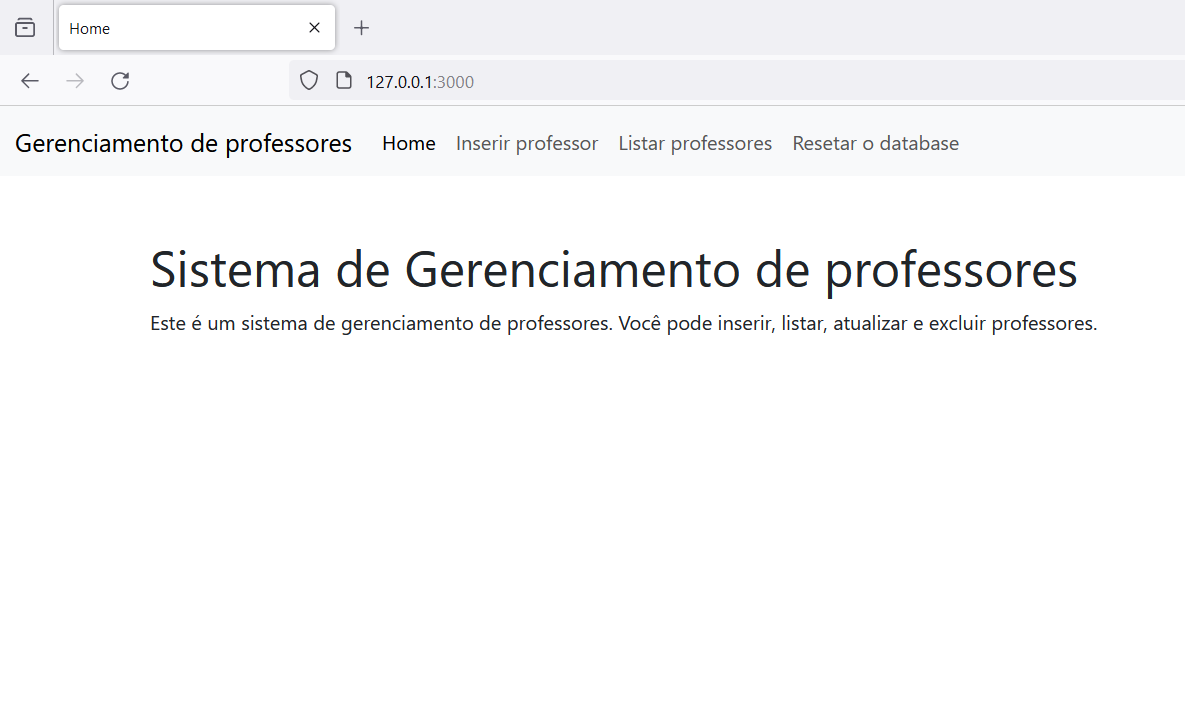 Home
127.0.0.1:3000
Gerenciamento de professores Home Inserir professor Listar professores Resetar o database
Sistema de Gerenciamento de professores
Este é um sistema de gerenciamento de professores. Você pode inserir, listar, atualizar e excluir professores.